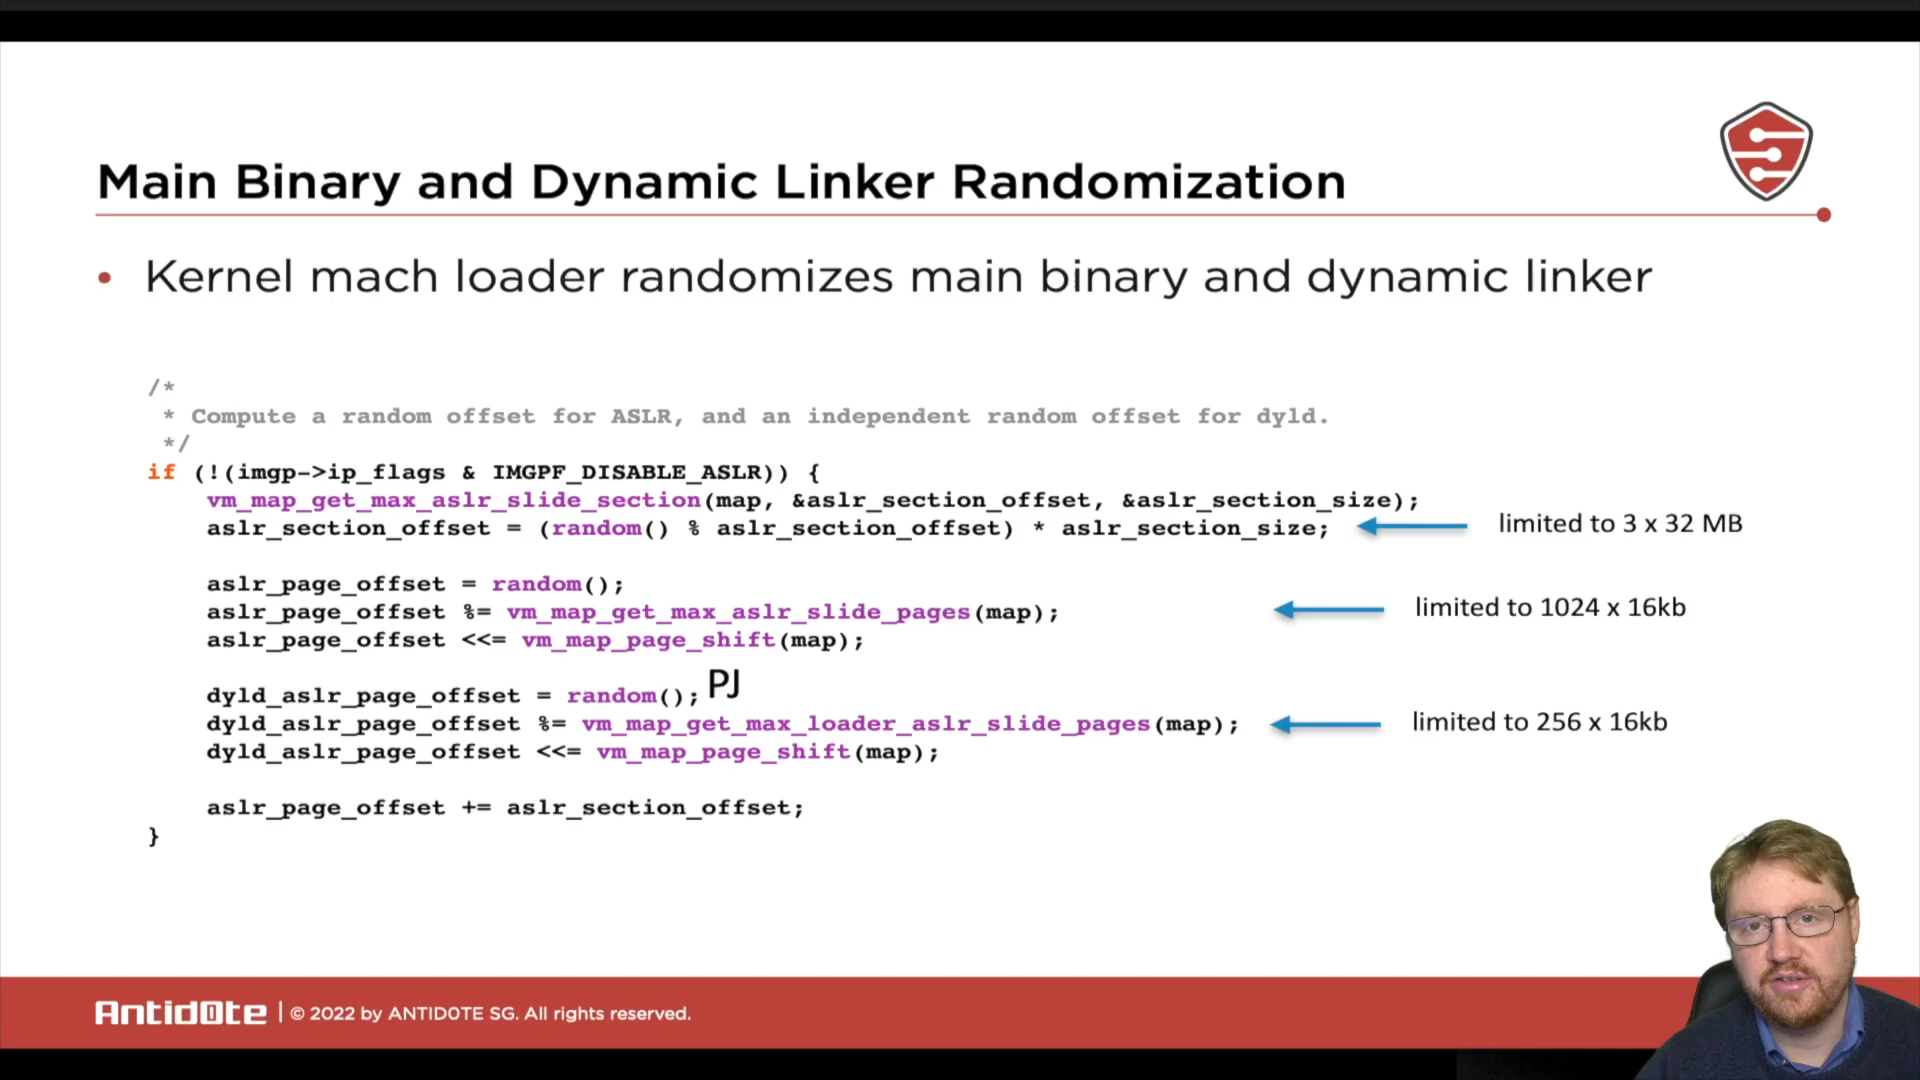 Main Binary and Dynamic Linker Randomization
• Kernel mach loader randomizes main binary and dynamic linker
/*
* Compute a random offset for ASLR, and an independent random offset for dyld.
*/
if (!(imgp->ip_flags & IMGPF_DISABLE_ASLR)) {
vm_map_get_max_aslr_slide_section(map, &aslr_section_offset, &aslr_section_size);
aslr_section_offset = (random() % aslr_section_offset) * aslr_section_size;
limited to 3 x 32 MB
aslr_page_offset = random();
aslr_page_offset %= vm_map_get_max_aslr_slide_pages(map);
limited to 1024 x 16kb
aslr_page_offset <<= vm_map_page_shift(map);
dyld_aslr_page_offset = random();
PJ
dyld_aslr_page_offset %= vm_map_get_max_loader_aslr_slide_pages(map);
limited to 256 x 16kb
dyld_aslr_page_offset <<= vm_map_page_shift(map);
aslr_page_offset += aslr_section_offset;
}
Antid0te | © 2022 by ANTID0TE SG. All rights reserved.